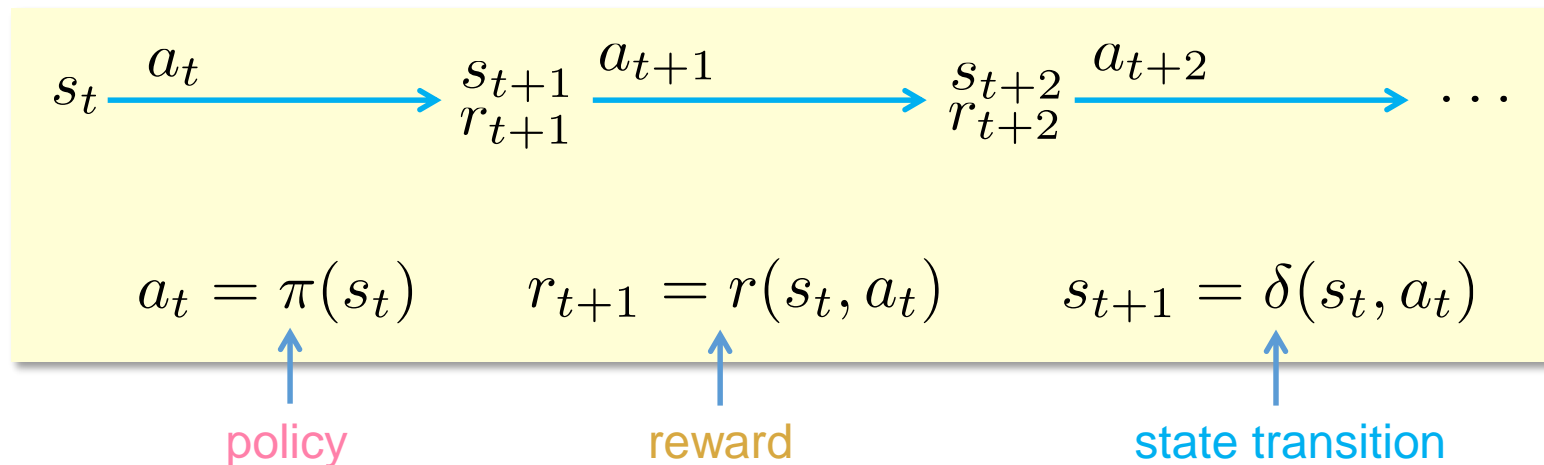 s_t a_t s_{t+1} a_{t+1} s_{t+2} a_{t+2} ...
r_{t+1} r_{t+2}
a_t = π(s_t) r_{t+1} = r(s_t, a_t) s_{t+1} = δ(s_t, a_t)
policy reward state transition